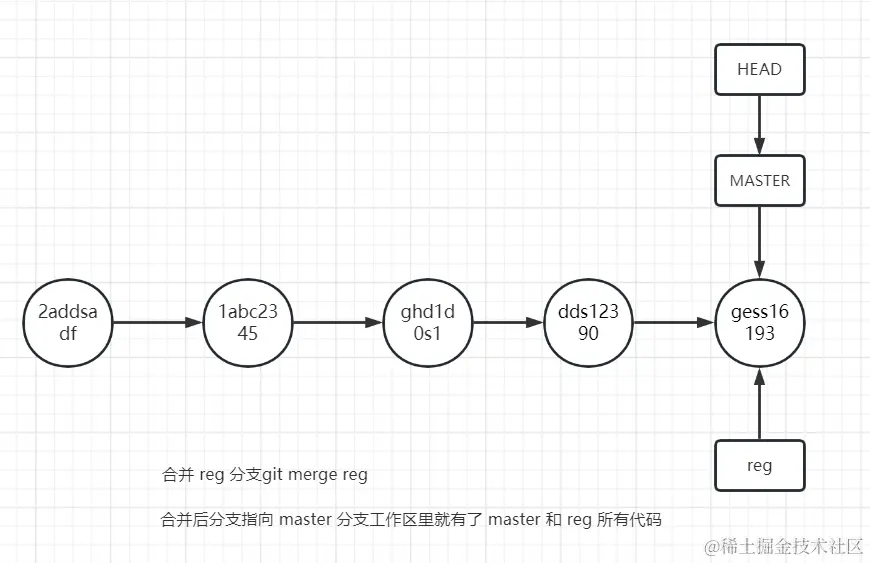 HEAD
MASTER
2addsa
df
1abc23
45
ghd1d
0s1
dds123
90
gess16
193
reg
合并 reg 分支git merge reg
合并后分支指向 master 分支工作区里就有了 master 和 reg 所有代码
@稀土掘金技术社区